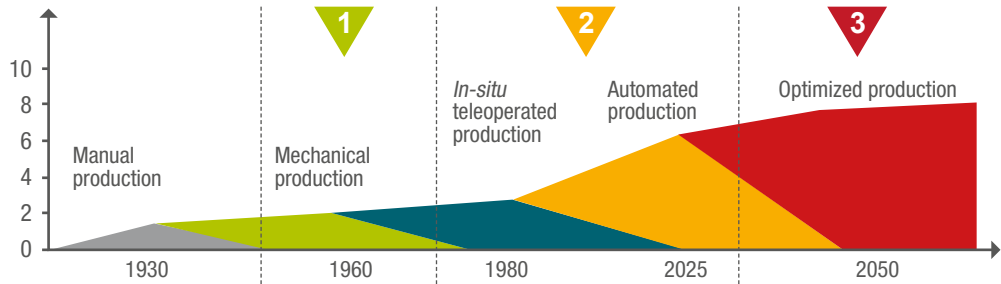 1
2
3
10
8
6
4
2
0
Manual
production
Mechanical
production
In-situ
teleoperated
production
Automated
production
Optimized production
1930
1960
1980
2025
2050